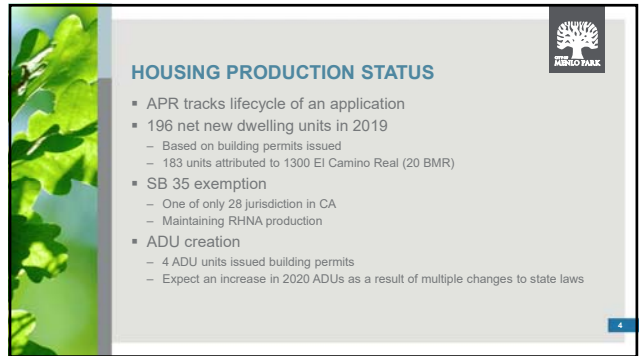 CITY OF
MENLO PARK
HOUSING PRODUCTION STATUS
▪ APR tracks lifecycle of an application
▪ 196 net new dwelling units in 2019
– Based on building permits issued
– 183 units attributed to 1300 El Camino Real (20 BMR)
▪ SB 35 exemption
– One of only 28 jurisdiction in CA
– Maintaining RHNA production
▪ ADU creation
– 4 ADU units issued building permits
– Expect an increase in 2020 ADUs as a result of multiple changes to state laws
4